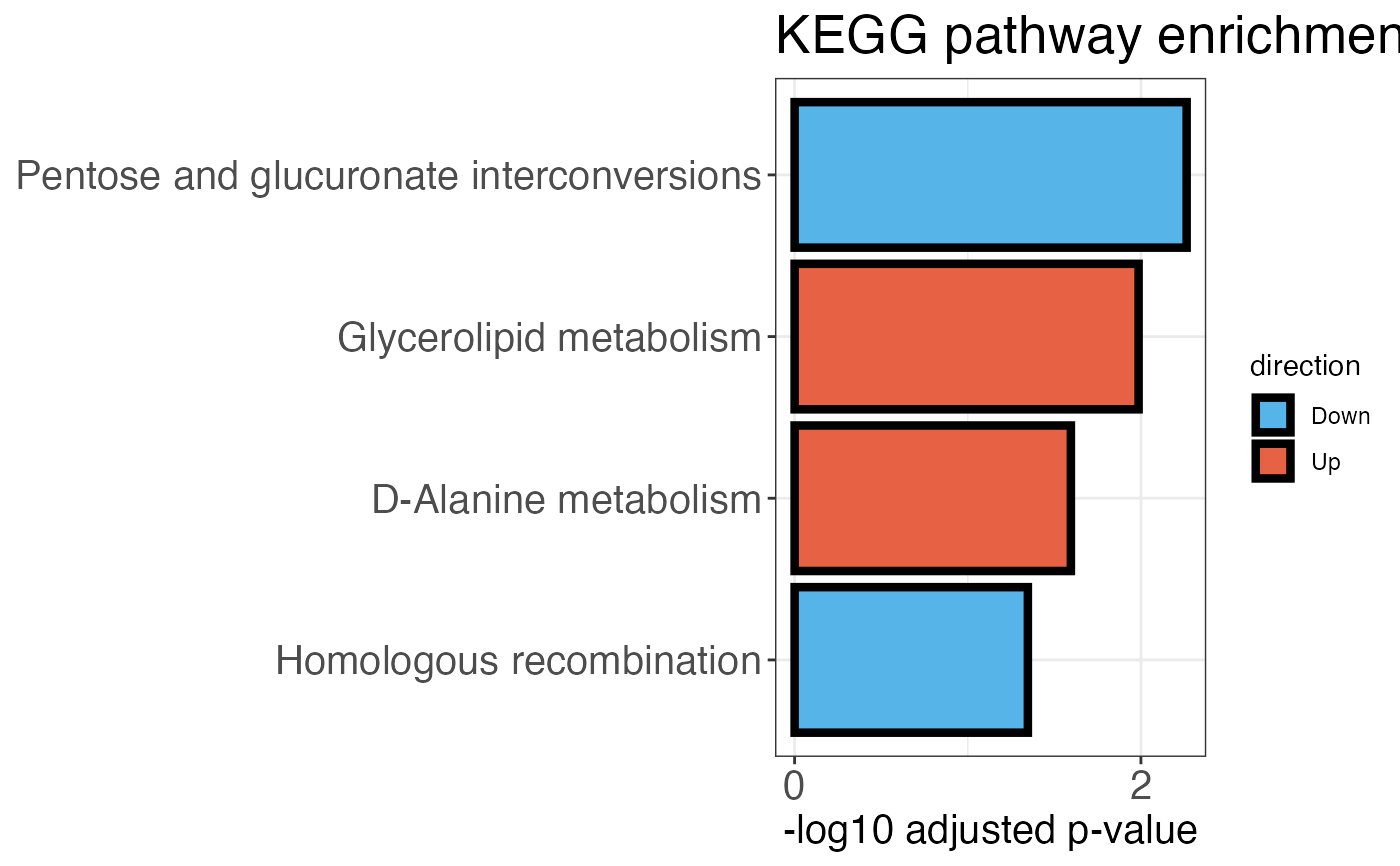 KEGG pathway enrichmen
Pentose and glucuronate interconversions
Glycerolipid metabolism
D-Alanine metabolism
Homologous recombination
0 2
-log10 adjusted p-value
direction
Down
Up